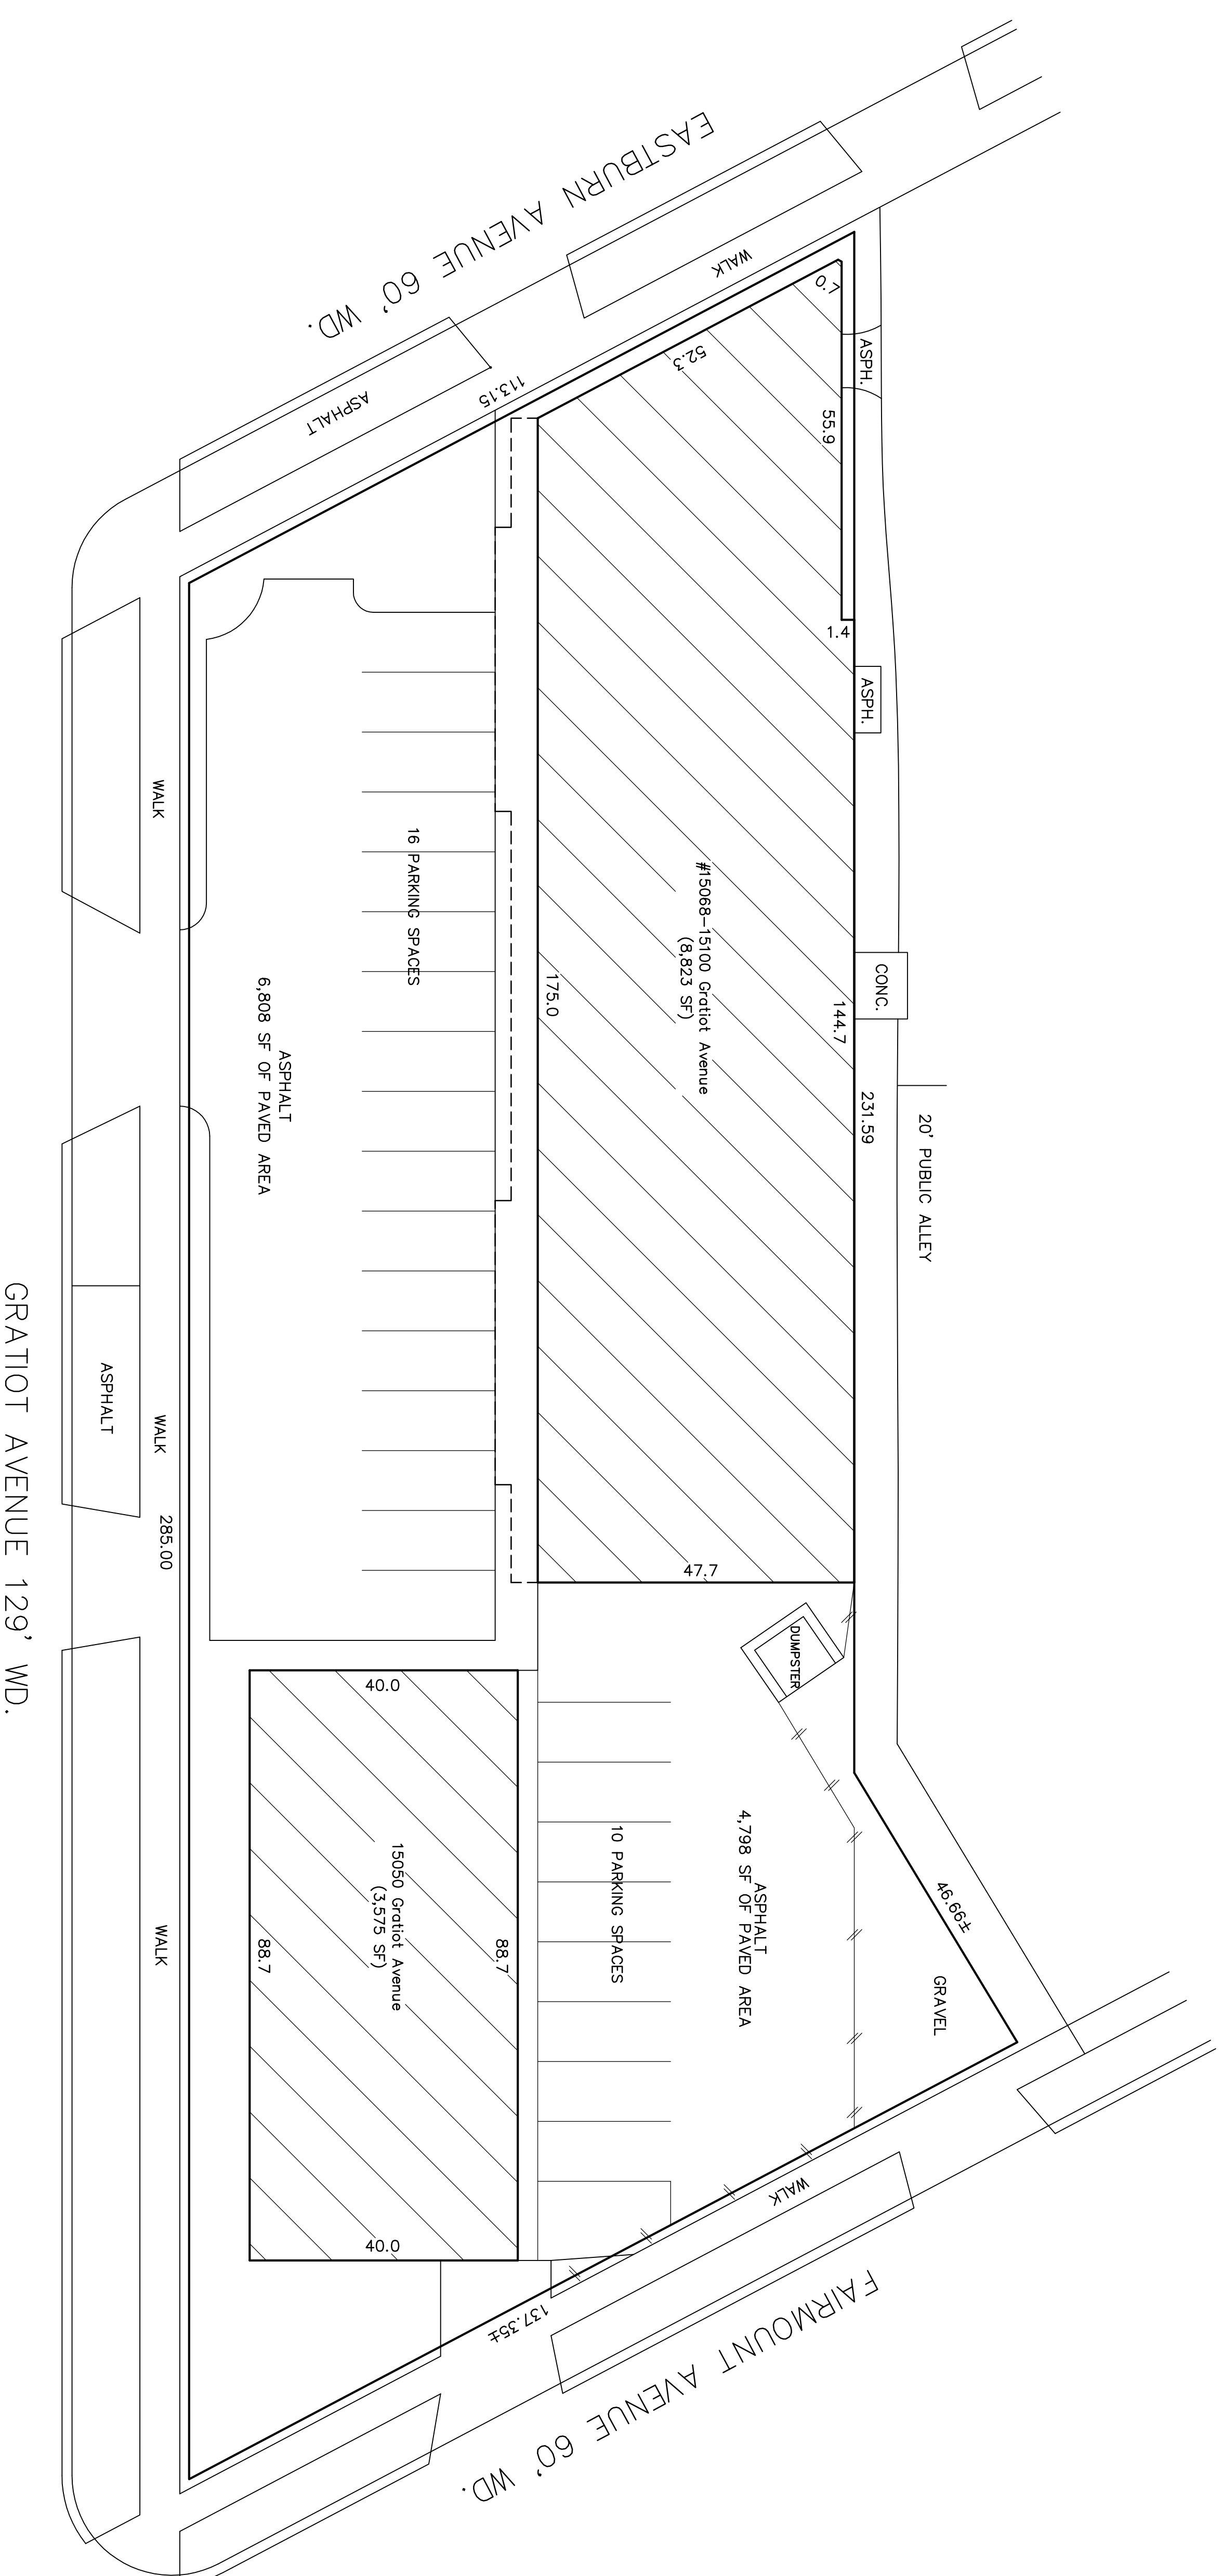 EASTBURN AVENUE 60' WD.
WALK
ASPHALT
113.15
0.7
52.3
55.9
ASPH.
1.4
ASPH.
CONC.
144.7
231.59
20' PUBLIC ALLEY
#15068-15100 Gratiot Avenue
(8,823 SF)
175.0
47.7
16 PARKING SPACES
ASPHALT
6,808 SF OF PAVED AREA
WALK
WALK
ASPHALT
285.00
GRATIOT AVENUE 129' WD.
DUMPSTER
40.0
15050 Gratiot Avenue
(3,575 SF)
88.7
88.7
40.0
10 PARKING SPACES
ASPHALT
4,798 SF OF PAVED AREA
46.66±
GRAVEL
WALK
WALK
137.35±
FAIRMOUNT AVENUE 60' WD.